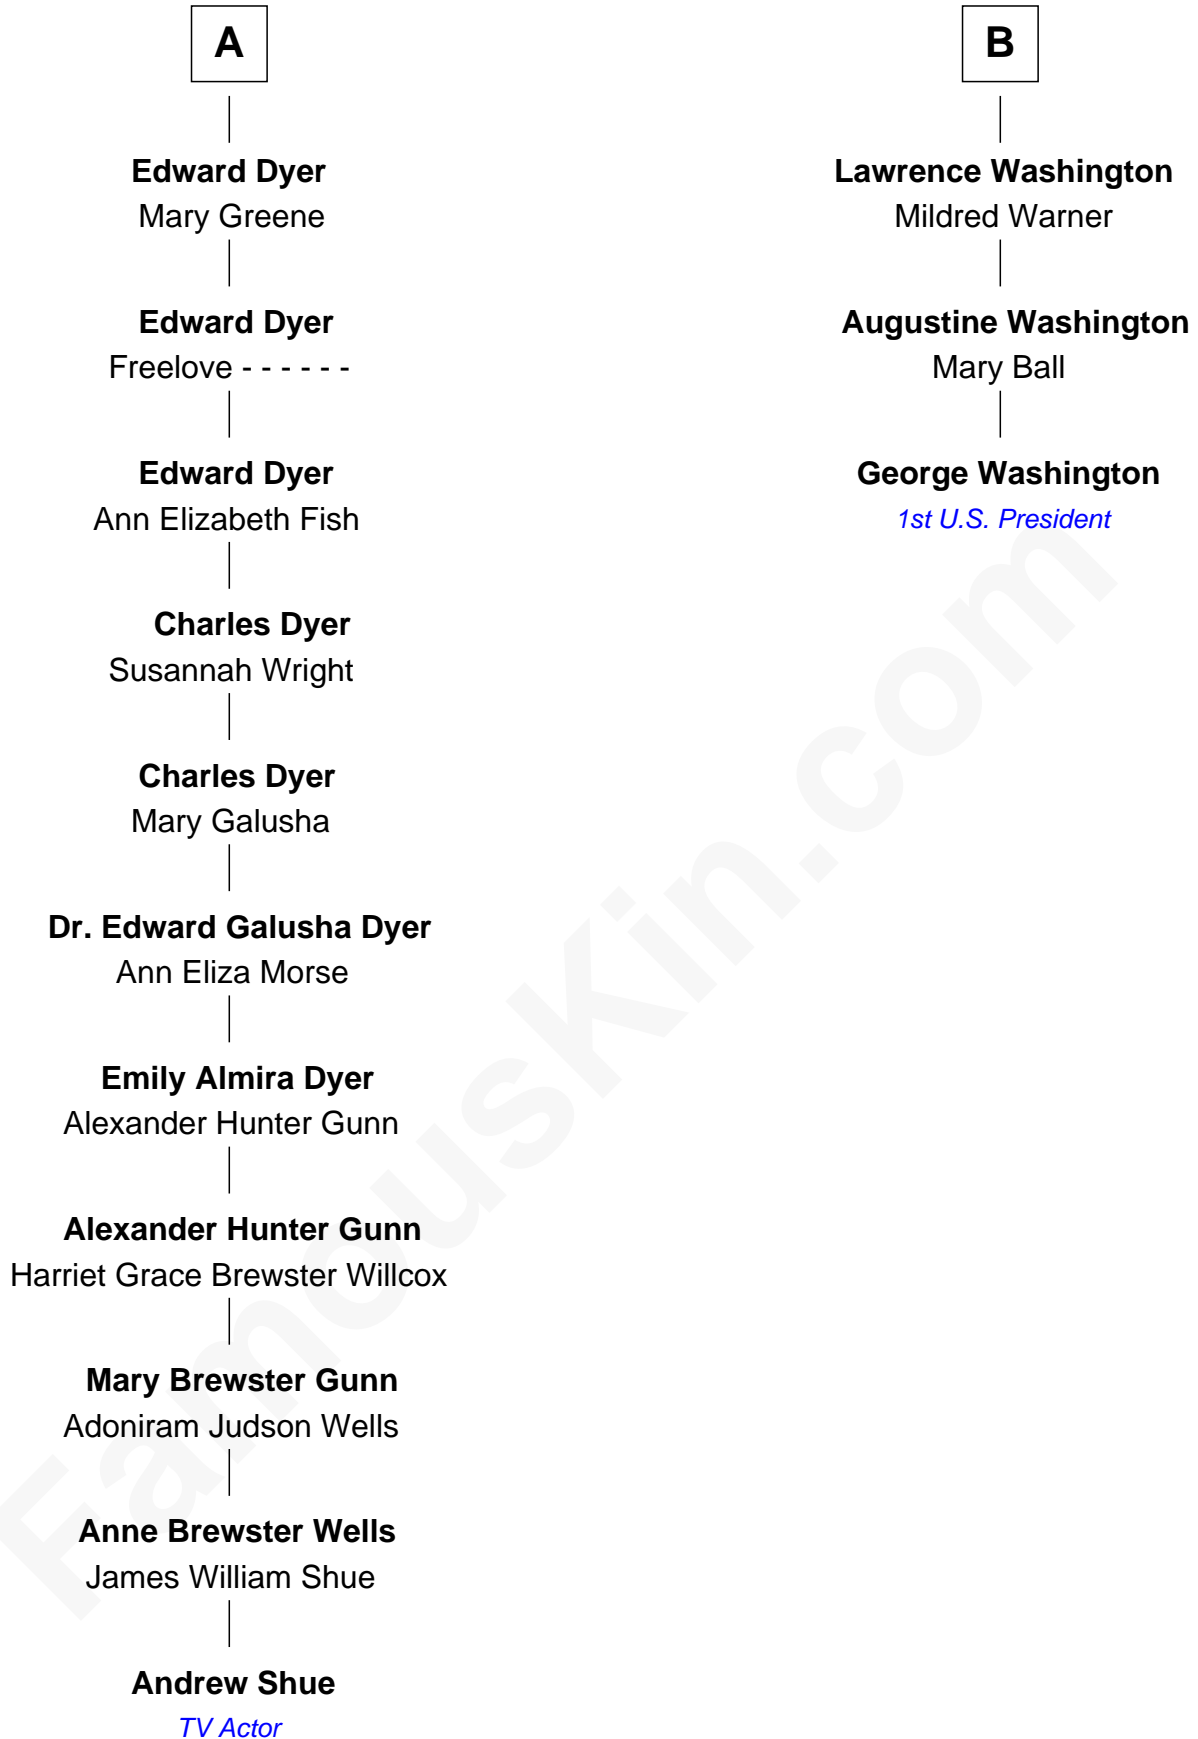 A
Edward Dyer
Mary Greene
Edward Dyer
Freelove - - - - - -
Edward Dyer
Ann Elizabeth Fish
Charles Dyer
Susannah Wright
Charles Dyer
Mary Galusha
Dr. Edward Galusha Dyer
Ann Eliza Morse
Emily Almira Dyer
Alexander Hunter Gunn
Alexander Hunter Gunn
Harriet Grace Brewster Willcox
Mary Brewster Gunn
Adoniram Judson Wells
Anne Brewster Wells
James William Shue
Andrew Shue
TV Actor
B
Lawrence Washington
Mildred Warner
Augustine Washington
Mary Ball
George Washington
1st U.S. President
FamousKin.com